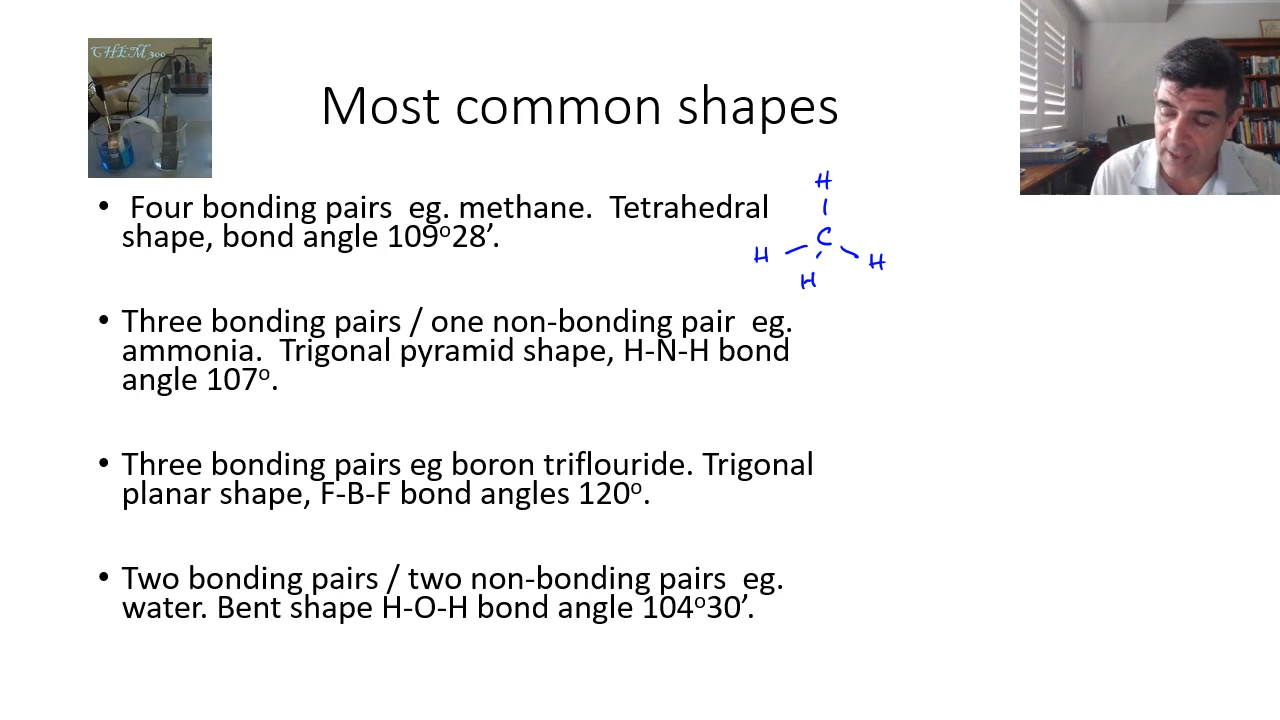 CHEM300
Most common shapes
• Four bonding pairs eg. methane. Tetrahedral
shape, bond angle 109º28’.
• Three bonding pairs / one non-bonding pair eg.
ammonia. Trigonal pyramid shape, H-N-H bond
angle 107º.
• Three bonding pairs eg boron triflouride. Trigonal
planar shape, F-B-F bond angles 120º.
• Two bonding pairs / two non-bonding pairs eg.
water. Bent shape H-O-H bond angle 104º30’.
H
C
H H
H